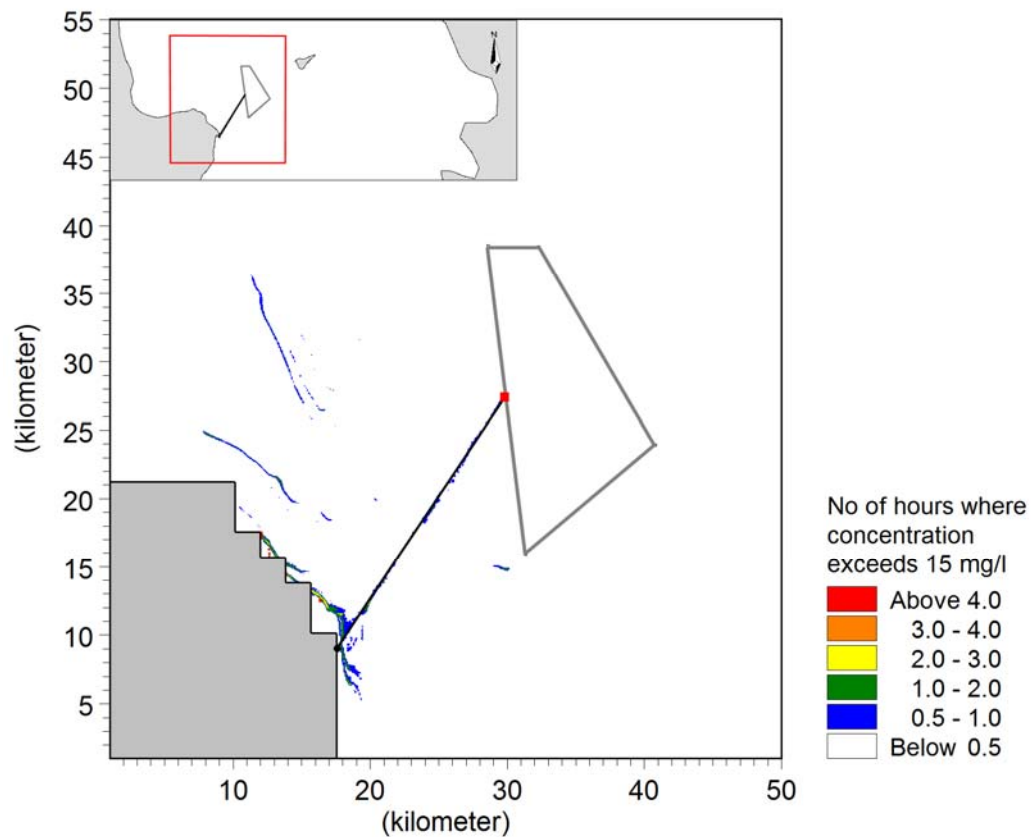 55
50
45
40
35
30
25
20
15
10
5
(kilometer)
N
10
20
30
40
50
(kilometer)
No of hours where
concentration
exceeds 15 mg/l
Above 4.0
3.0 - 4.0
2.0 - 3.0
1.0 - 2.0
0.5 - 1.0
Below 0.5